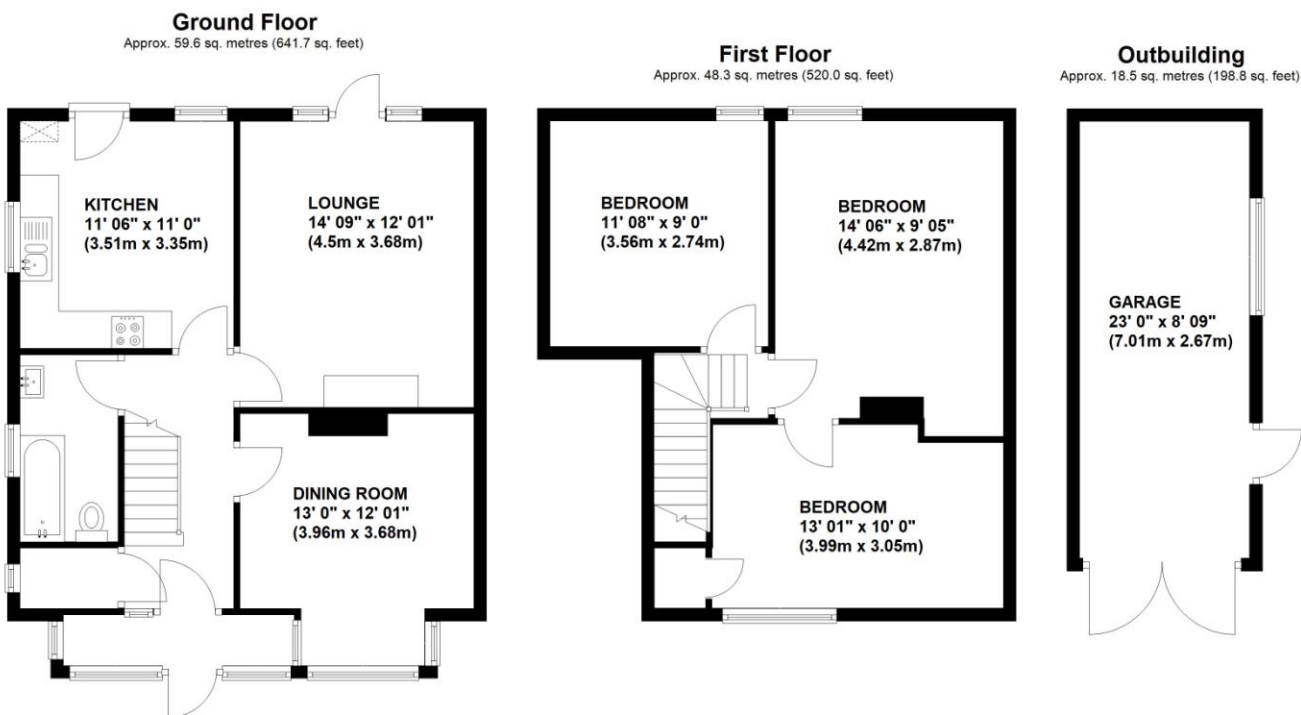 Ground Floor
Approx. 59.6 sq. metres (641.7 sq. feet)
KITCHEN
11' 06" x 11' 0"
(3.51m x 3.35m)
LOUNGE
14' 09" x 12' 01"
(4.5m x 3.68m)
DINING ROOM
13' 0" x 12' 01"
(3.96m x 3.68m)
First Floor
Approx. 48.3 sq. metres (520.0 sq. feet)
BEDROOM
11' 08" x 9' 0"
(3.56m x 2.74m)
BEDROOM
14' 06" x 9' 05"
(4.42m x 2.87m)
BEDROOM
13' 01" x 10' 0"
(3.99m x 3.05m)
Outbuilding
Approx. 18.5 sq. metres (198.8 sq. feet)
GARAGE
23' 0" x 8' 09"
(7.01m x 2.67m)